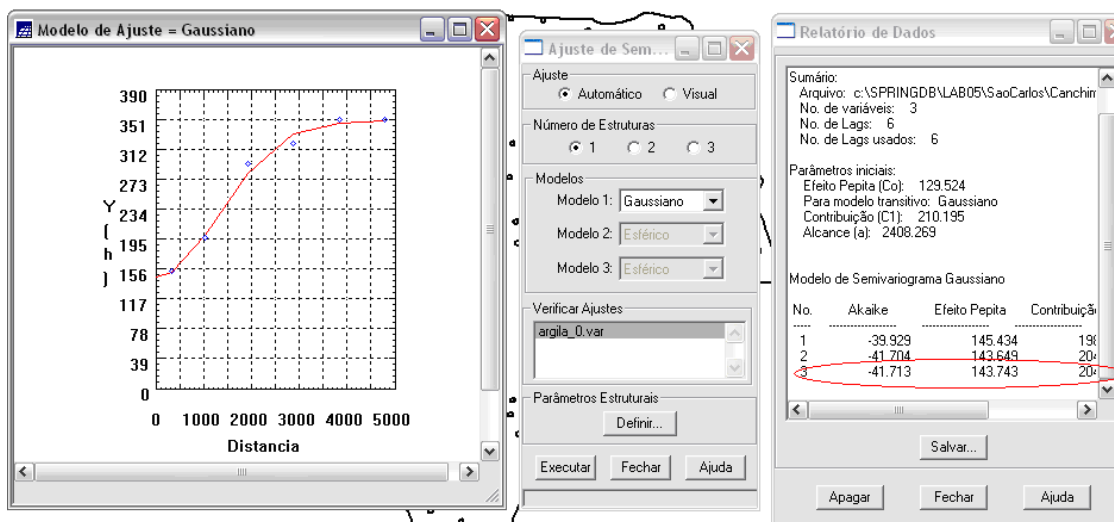 Modelo de Ajuste = Gaussiano
390
351
312
273
234
195
156
117
78
39
0
Y
(
h
)
0 1000 2000 3000 4000 5000
Distancia
Ajuste de Sem...
Ajuste
Automático Visual
Número de Estruturas
1 2 3
Modelos
Modelo 1: Gaussiano
Modelo 2: Esférico
Modelo 3: Esférico
Verificar Ajustes
argila_0.var
Parâmetros Estruturais
Definir...
Executar Fechar Ajuda
Relatório de Dados
Sumário:
Arquivo: c:\SPRINGDB\LAB05\SaoCarlos\Canchim
No. de variáveis: 3
No. de Lags: 6
No. de Lags usados: 6
Parâmetros iniciais:
Efeito Pepita (Co): 129.524
Para modelo transitivo: Gaussiano
Contribuição (C1): 210.195
Alcance (a): 2408.269
Modelo de Semivariograma Gaussiano
No. Akaike Efeito Pepita Contribuiçã
1 -39.929 145.434 198
2 -41.704 143.649 204
3 -41.713 143.743 204
Salvar...
Apagar Fechar Ajuda